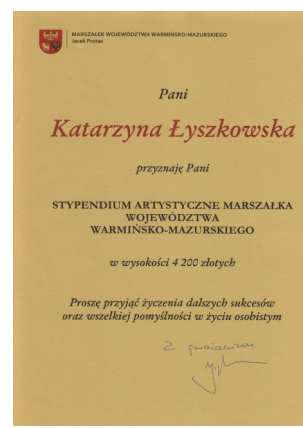 MARSZAŁEK WOJEWÓDZTWA WARMIŃSKO-MAZURSKIEGO
Jacek Protas
Pani
Katarzyna Łyszkowska
przyznaję Pani
STYPENDIUM ARTYSTYCZNE MARSZAŁKA
WOJEWÓDZTWA
WARMIŃSKO-MAZURSKIEGO
w wysokości 4 200 złotych
Proszę przyjąć życzenia dalszych sukcesów
oraz wszelkiej pomyślności w życiu osobistym
Z